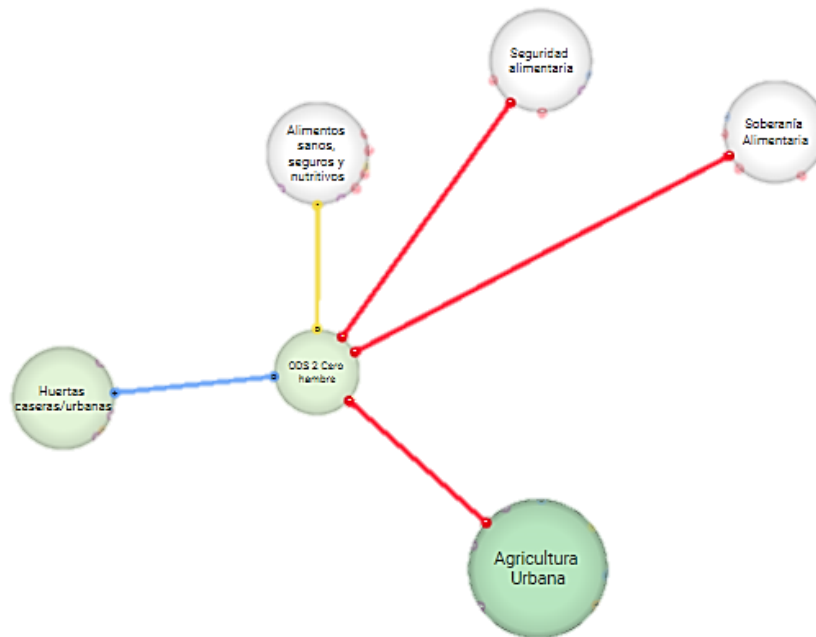 Seguridad
alimentaria
Soberanía
Alimentaria
Alimentos
sanos,
seguros y
nutritivos
ODS 2 Cero
hambre
Huertas
caseras/urbanas
Agricultura
Urbana